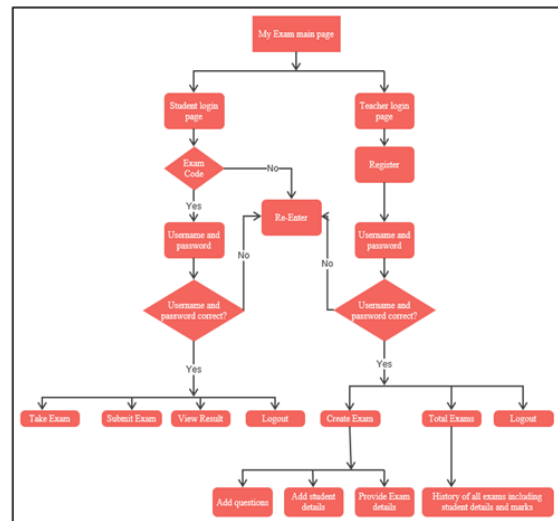 My Exam main page
Student login
page
Teacher login
page
Exam
Code
No
Register
Yes
Re-Enter
Username and
password
Username and
password
No
No
Username and
password correct?
Username and
password correct?
Yes
Yes
Take Exam
Submit Exam
View Result
Logout
Create Exam
Total Exams
Logout
Add questions
Add student
details
Provide Exam
details
History of all exams including
student details and marks